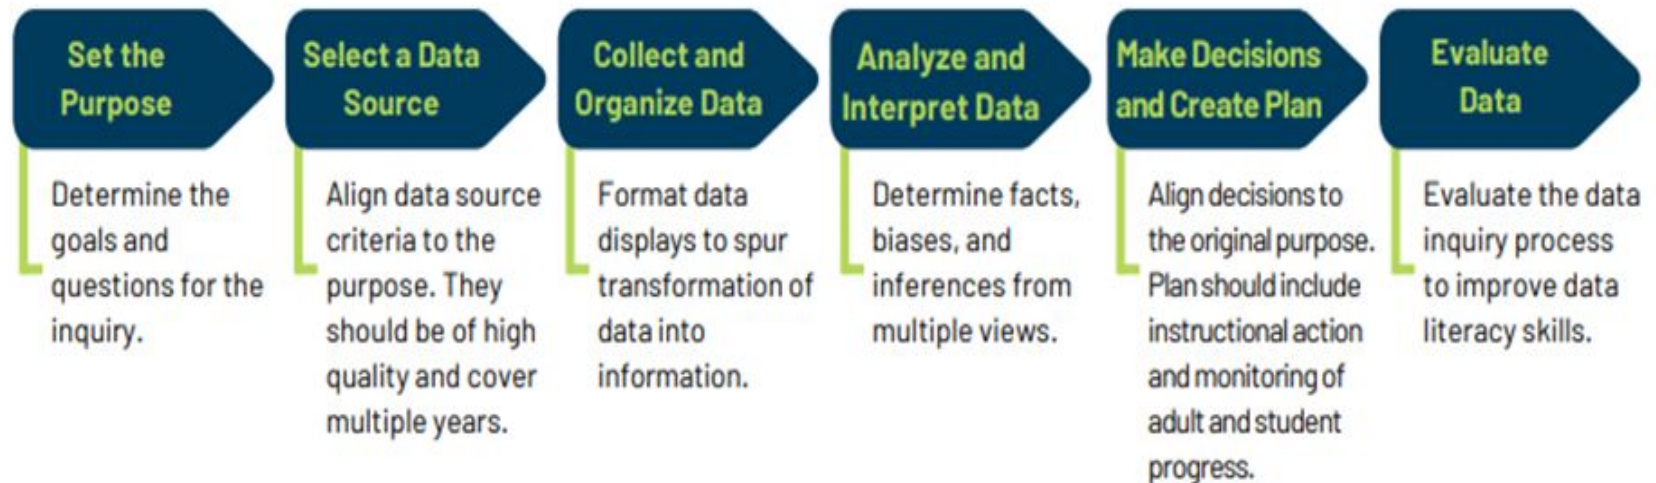 Set the
Purpose
Determine the
goals and
questions for the
inquiry.
Select a Data
Source
Align data source
criteria to the
purpose. They
should be of high
quality and cover
multiple years.
Collect and
Organize Data
Format data
displays to spur
transformation of
data into
information.
Analyze and
Interpret Data
Determine facts,
biases, and
inferences from
multiple views.
Make Decisions
and Create Plan
Align decisions to
the original purpose.
Plan should include
instructional action
and monitoring of
adult and student
progress.
Evaluate
Data
Evaluate the data
inquiry process
to improve data
literacy skills.